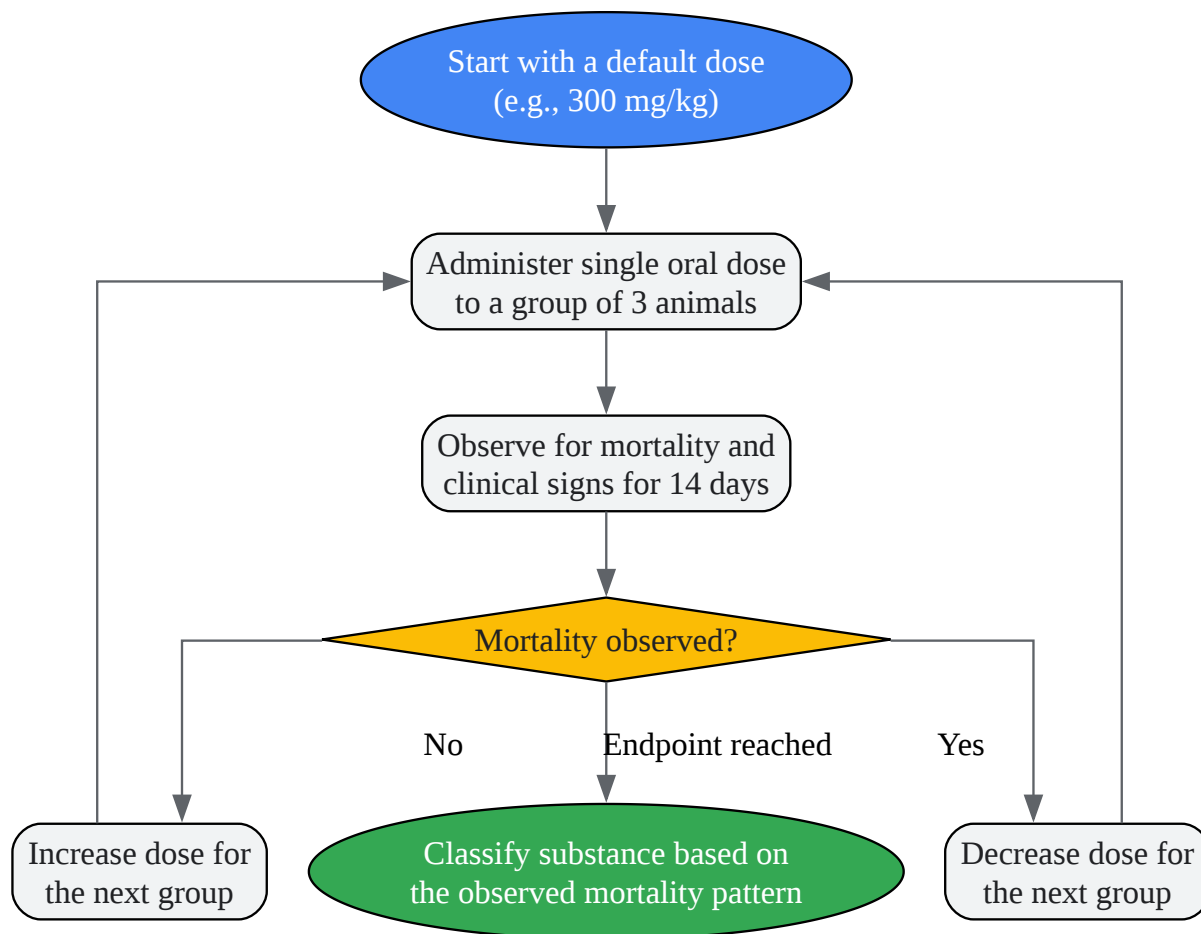 Start with a default dose
(e.g., 300 mg/kg)
Administer single oral dose
to a group of 3 animals
Observe for mortality and
clinical signs for 14 days
Mortality observed?
No
Endpoint reached
Yes
Increase dose for
the next group
Classify substance based on
the observed mortality pattern
Decrease dose for
the next group